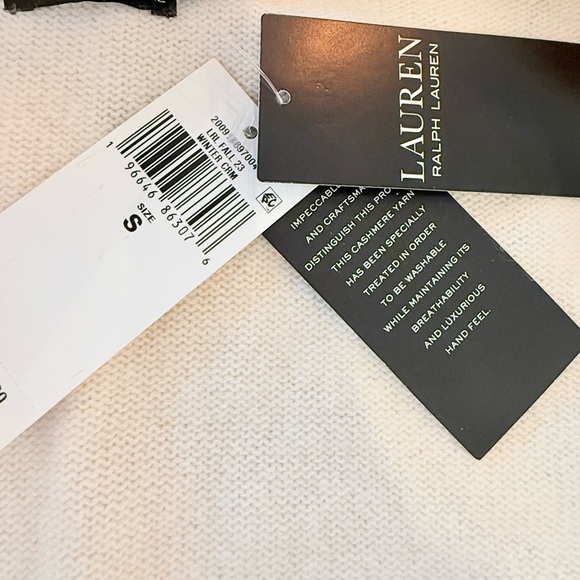 LAUREN
RALPH LAUREN
LRL FALL 23
WINTER CRM
1 96646 86307 6
SIZE
S
IMPECCABL
AND CRAFTSMA
DISTINGUISH THIS PRO
THIS CASHMERE YARN
HAS BEEN SPECIALLY
TREATED IN ORDER
TO BE WASHABLE
WHILE MAINTAINING ITS
BREATHABILITY
AND LUXURIOUS
HAND FEEL.